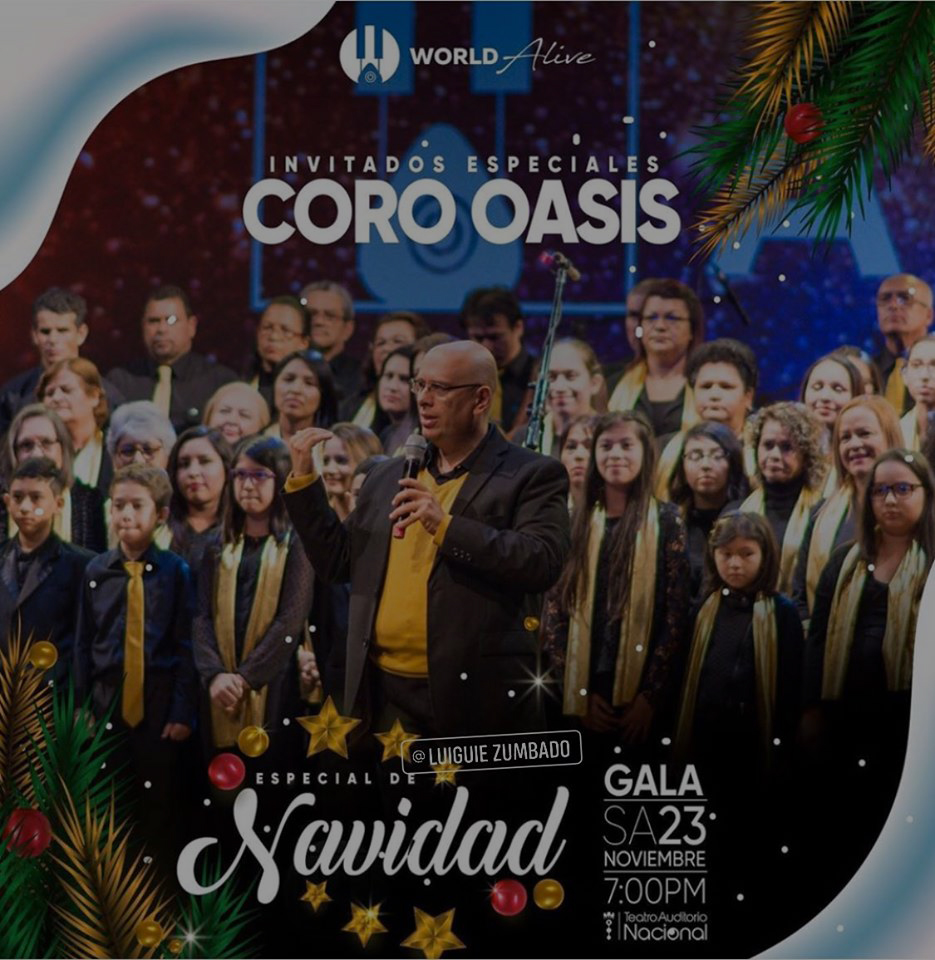 WORLD Alive
INVITADOS ESPECIALES
CORO OASIS
@ LUIGUIE ZUMBADO
ESPECIAL DE
Navidad
GALA
SA23
NOVIEMBRE
7:00PM
Teatro Auditorio
Nacional